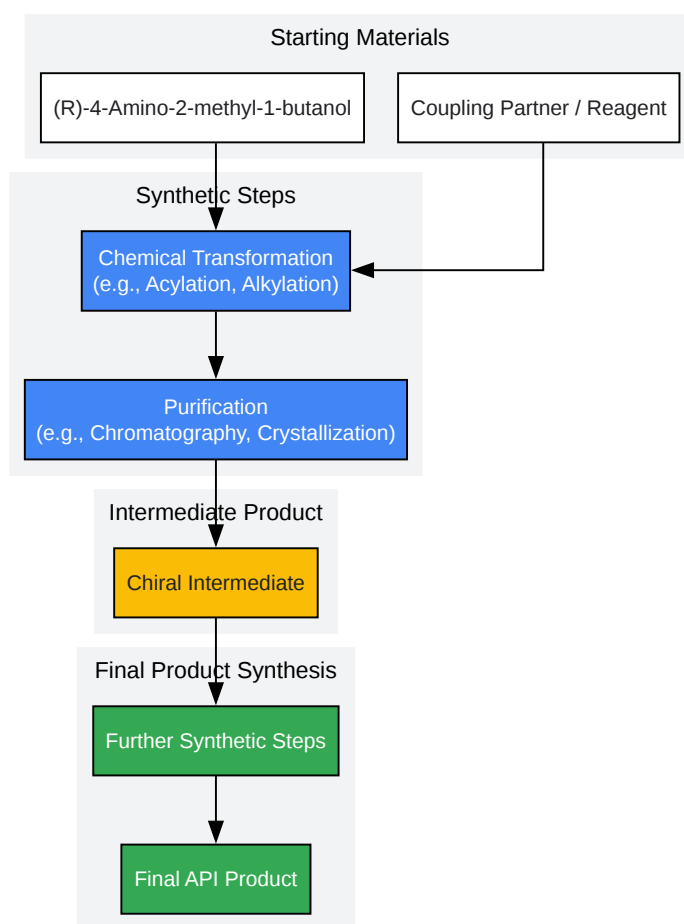 Starting Materials
(R)-4-Amino-2-methyl-1-butanol
Coupling Partner / Reagent
Synthetic Steps
Chemical Transformation
(e.g., Acylation, Alkylation)
Purification
(e.g., Chromatography, Crystallization)
Intermediate Product
Chiral Intermediate
Final Product Synthesis
Further Synthetic Steps
Final API Product